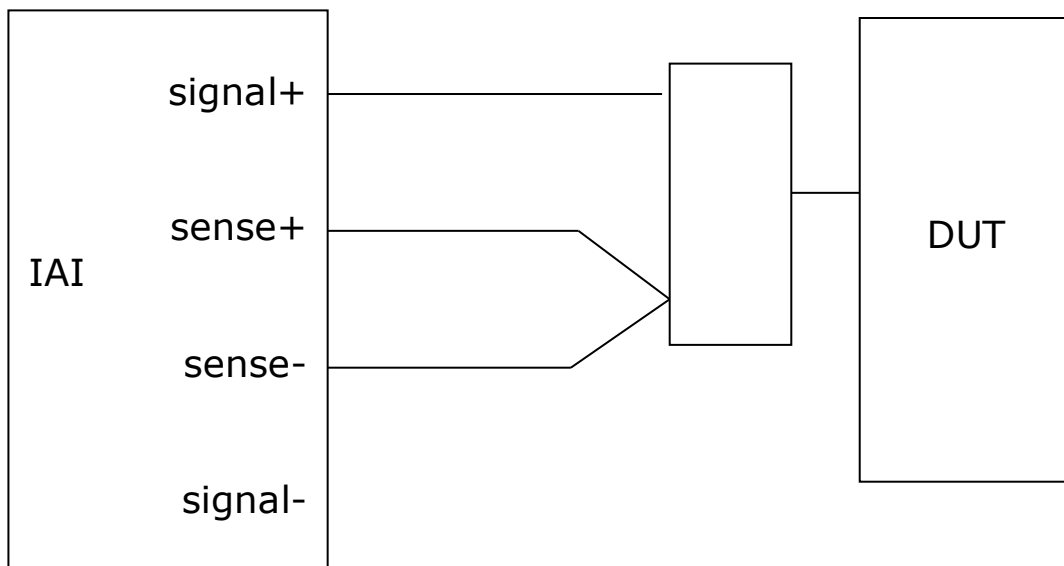 signal+
sense+
DUT
IAI
sense-
signal-